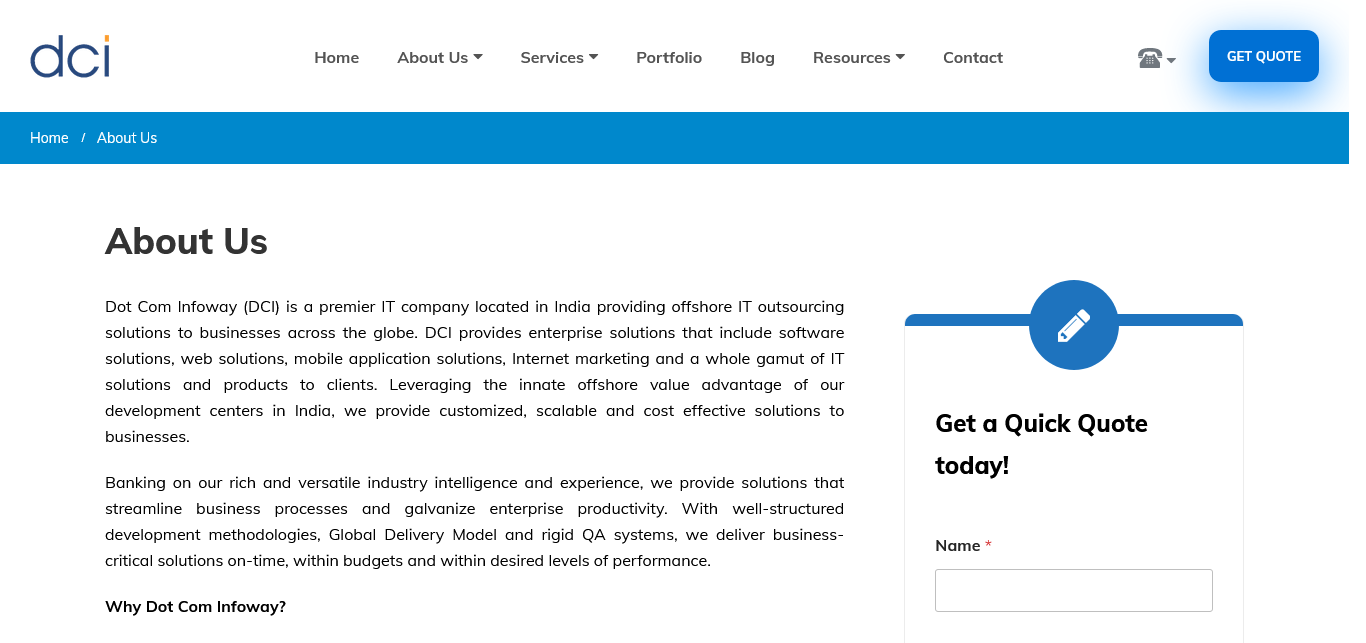 dci
Home
About Us
Services
Portfolio
Blog
Resources
Contact
GET QUOTE
Home / About Us
About Us
Dot Com Infoway (DCI) is a premier IT company located in India providing offshore IT outsourcing
solutions to businesses across the globe. DCI provides enterprise solutions that include software
solutions, web solutions, mobile application solutions, Internet marketing and a whole gamut of IT
solutions and products to clients. Leveraging the innate offshore value advantage of our
development centers in India, we provide customized, scalable and cost effective solutions to
businesses.
Banking on our rich and versatile industry intelligence and experience, we provide solutions that
streamline business processes and galvanize enterprise productivity. With well-structured
development methodologies, Global Delivery Model and rigid QA systems, we deliver business-
critical solutions on-time, within budgets and within desired levels of performance.
Why Dot Com Infoway?
Get a Quick Quote
today!
Name *